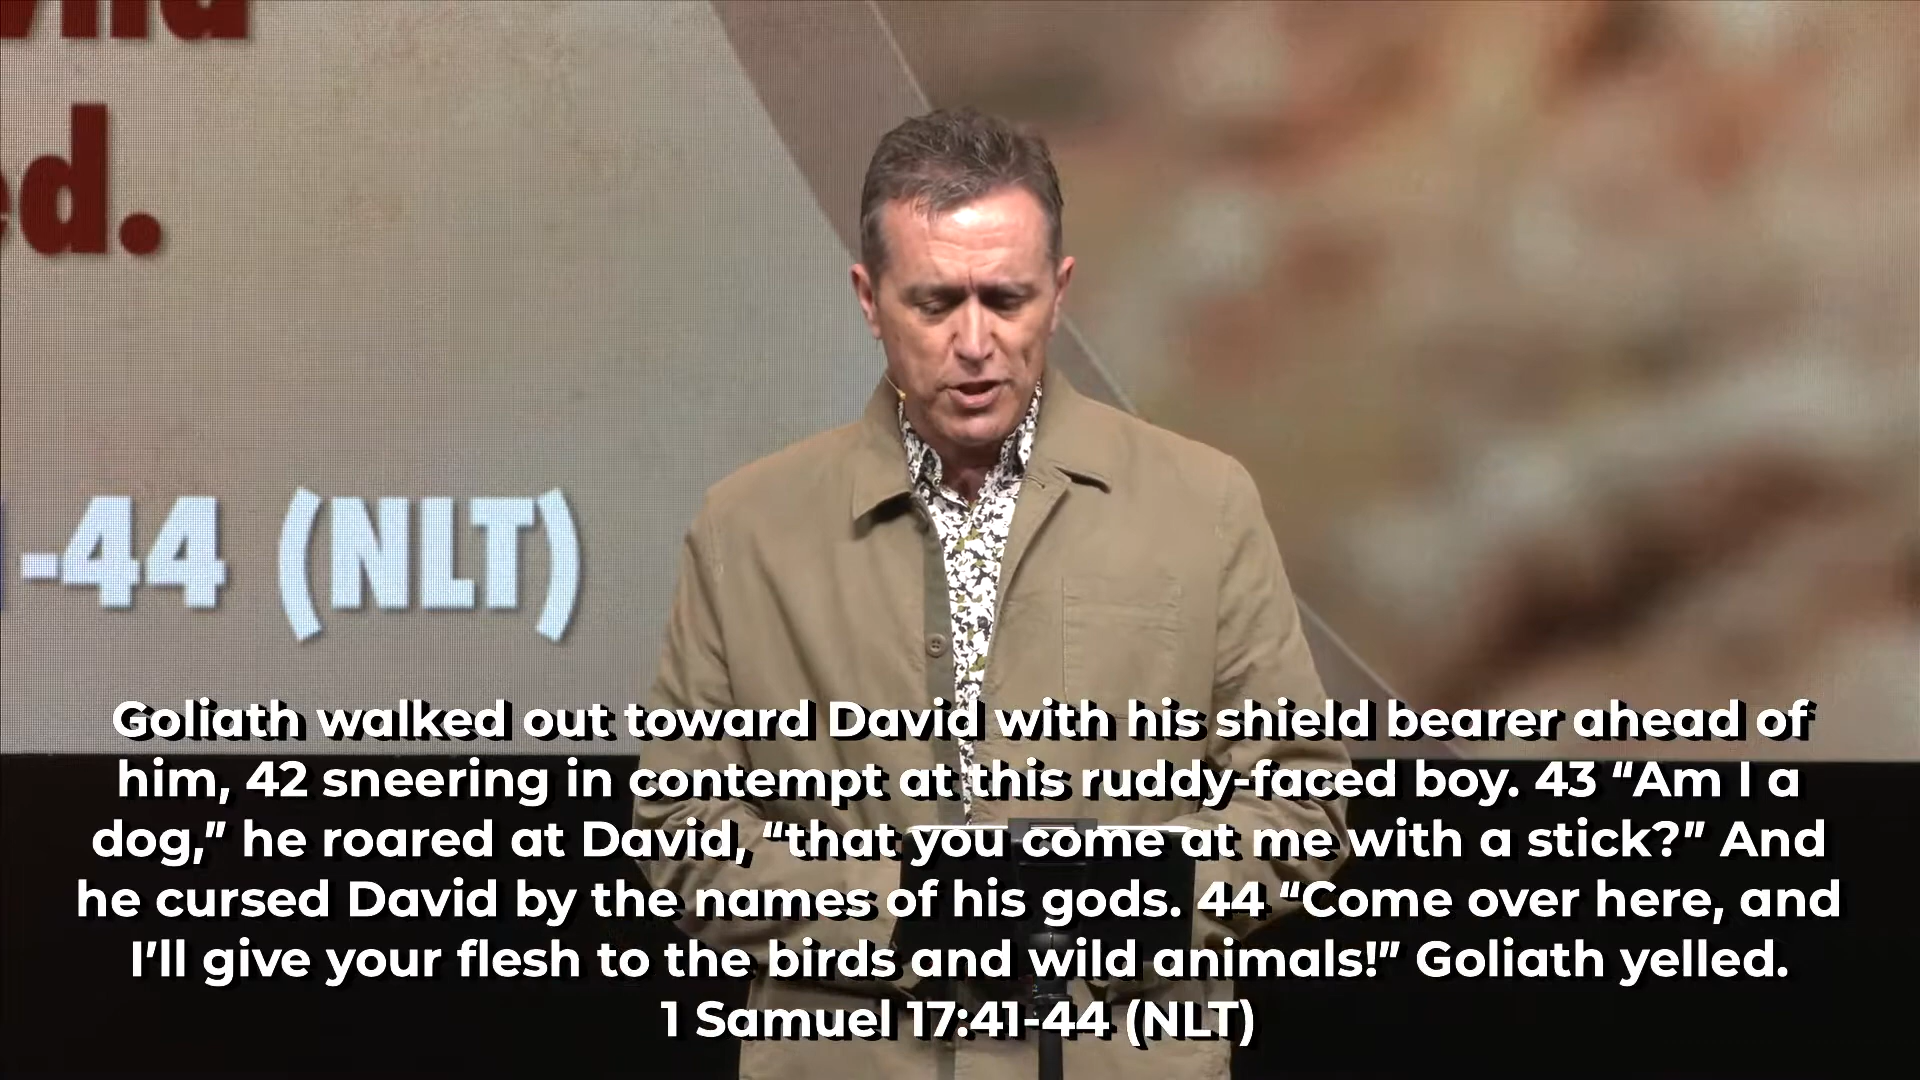 ed.
-44 (NLT)
Goliath walked out toward David with his shield bearer ahead of
him, 42 sneering in contempt at this ruddy-faced boy. 43 “Am I a
dog,” he roared at David, “that you come at me with a stick?” And
he cursed David by the names of his gods. 44 “Come over here, and
I’ll give your flesh to the birds and wild animals!” Goliath yelled.
1 Samuel 17:41-44 (NLT)